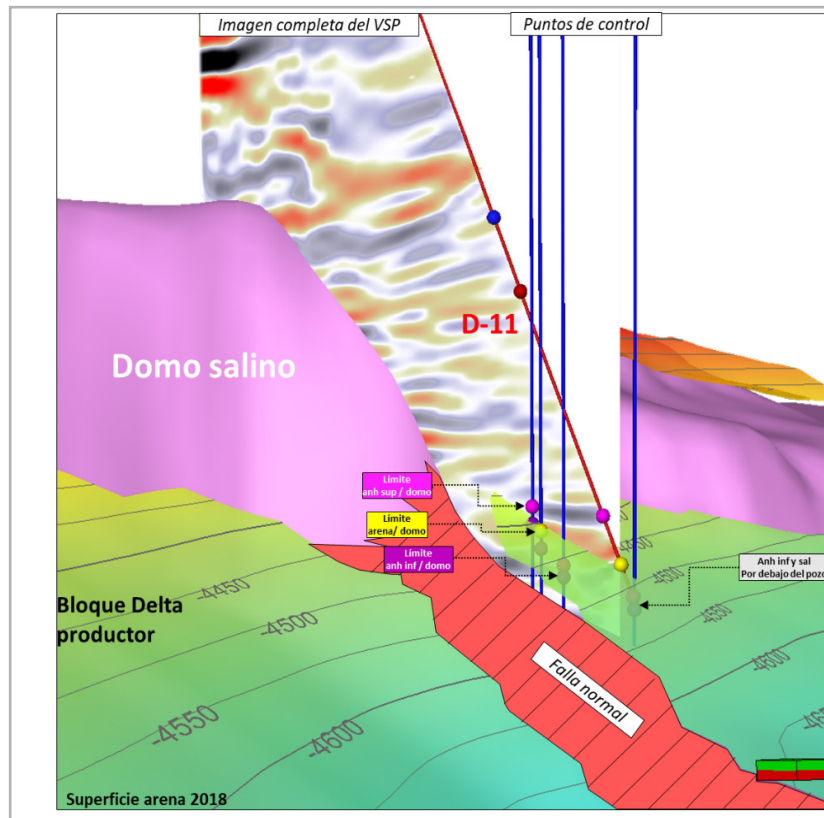 Imagen completa del VSP
Puntos de control
D-11
Domo salino
Limite
anh sup / domo
Limite
arena/ domo
Limite
anh inf / domo
Anh inf y sal
Por debajo del pozo
Bloque Delta
productor
Falla normal
-4450
-4500
-4550
-4600
-4450
-4500
-4550
-4600
Superficie arena 2018